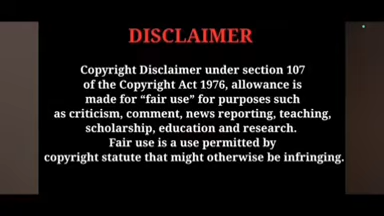 DISCLAIMER
Copyright Disclaimer under section 107
of the Copyright Act 1976, allowance is
made for “fair use” for purposes such
as criticism, comment, news reporting, teaching,
scholarship, education and research.
Fair use is a use permitted by
copyright statute that might otherwise be infringing.